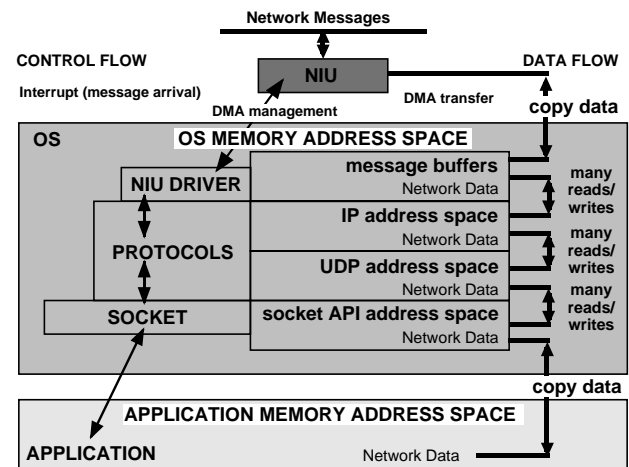 Network Messages
CONTROL FLOW
NIU
DATA FLOW
Interrupt (message arrival)
DMA management
DMA transfer
copy data
OS
OS MEMORY ADDRESS SPACE
message buffers
NIU DRIVER
Network Data
many
reads/
writes
IP address space
Network Data
PROTOCOLS
many
reads/
writes
UDP address space
Network Data
SOCKET
socket API address space
many
reads/
writes
Network Data
copy data
APPLICATION MEMORY ADDRESS SPACE
APPLICATION
Network Data